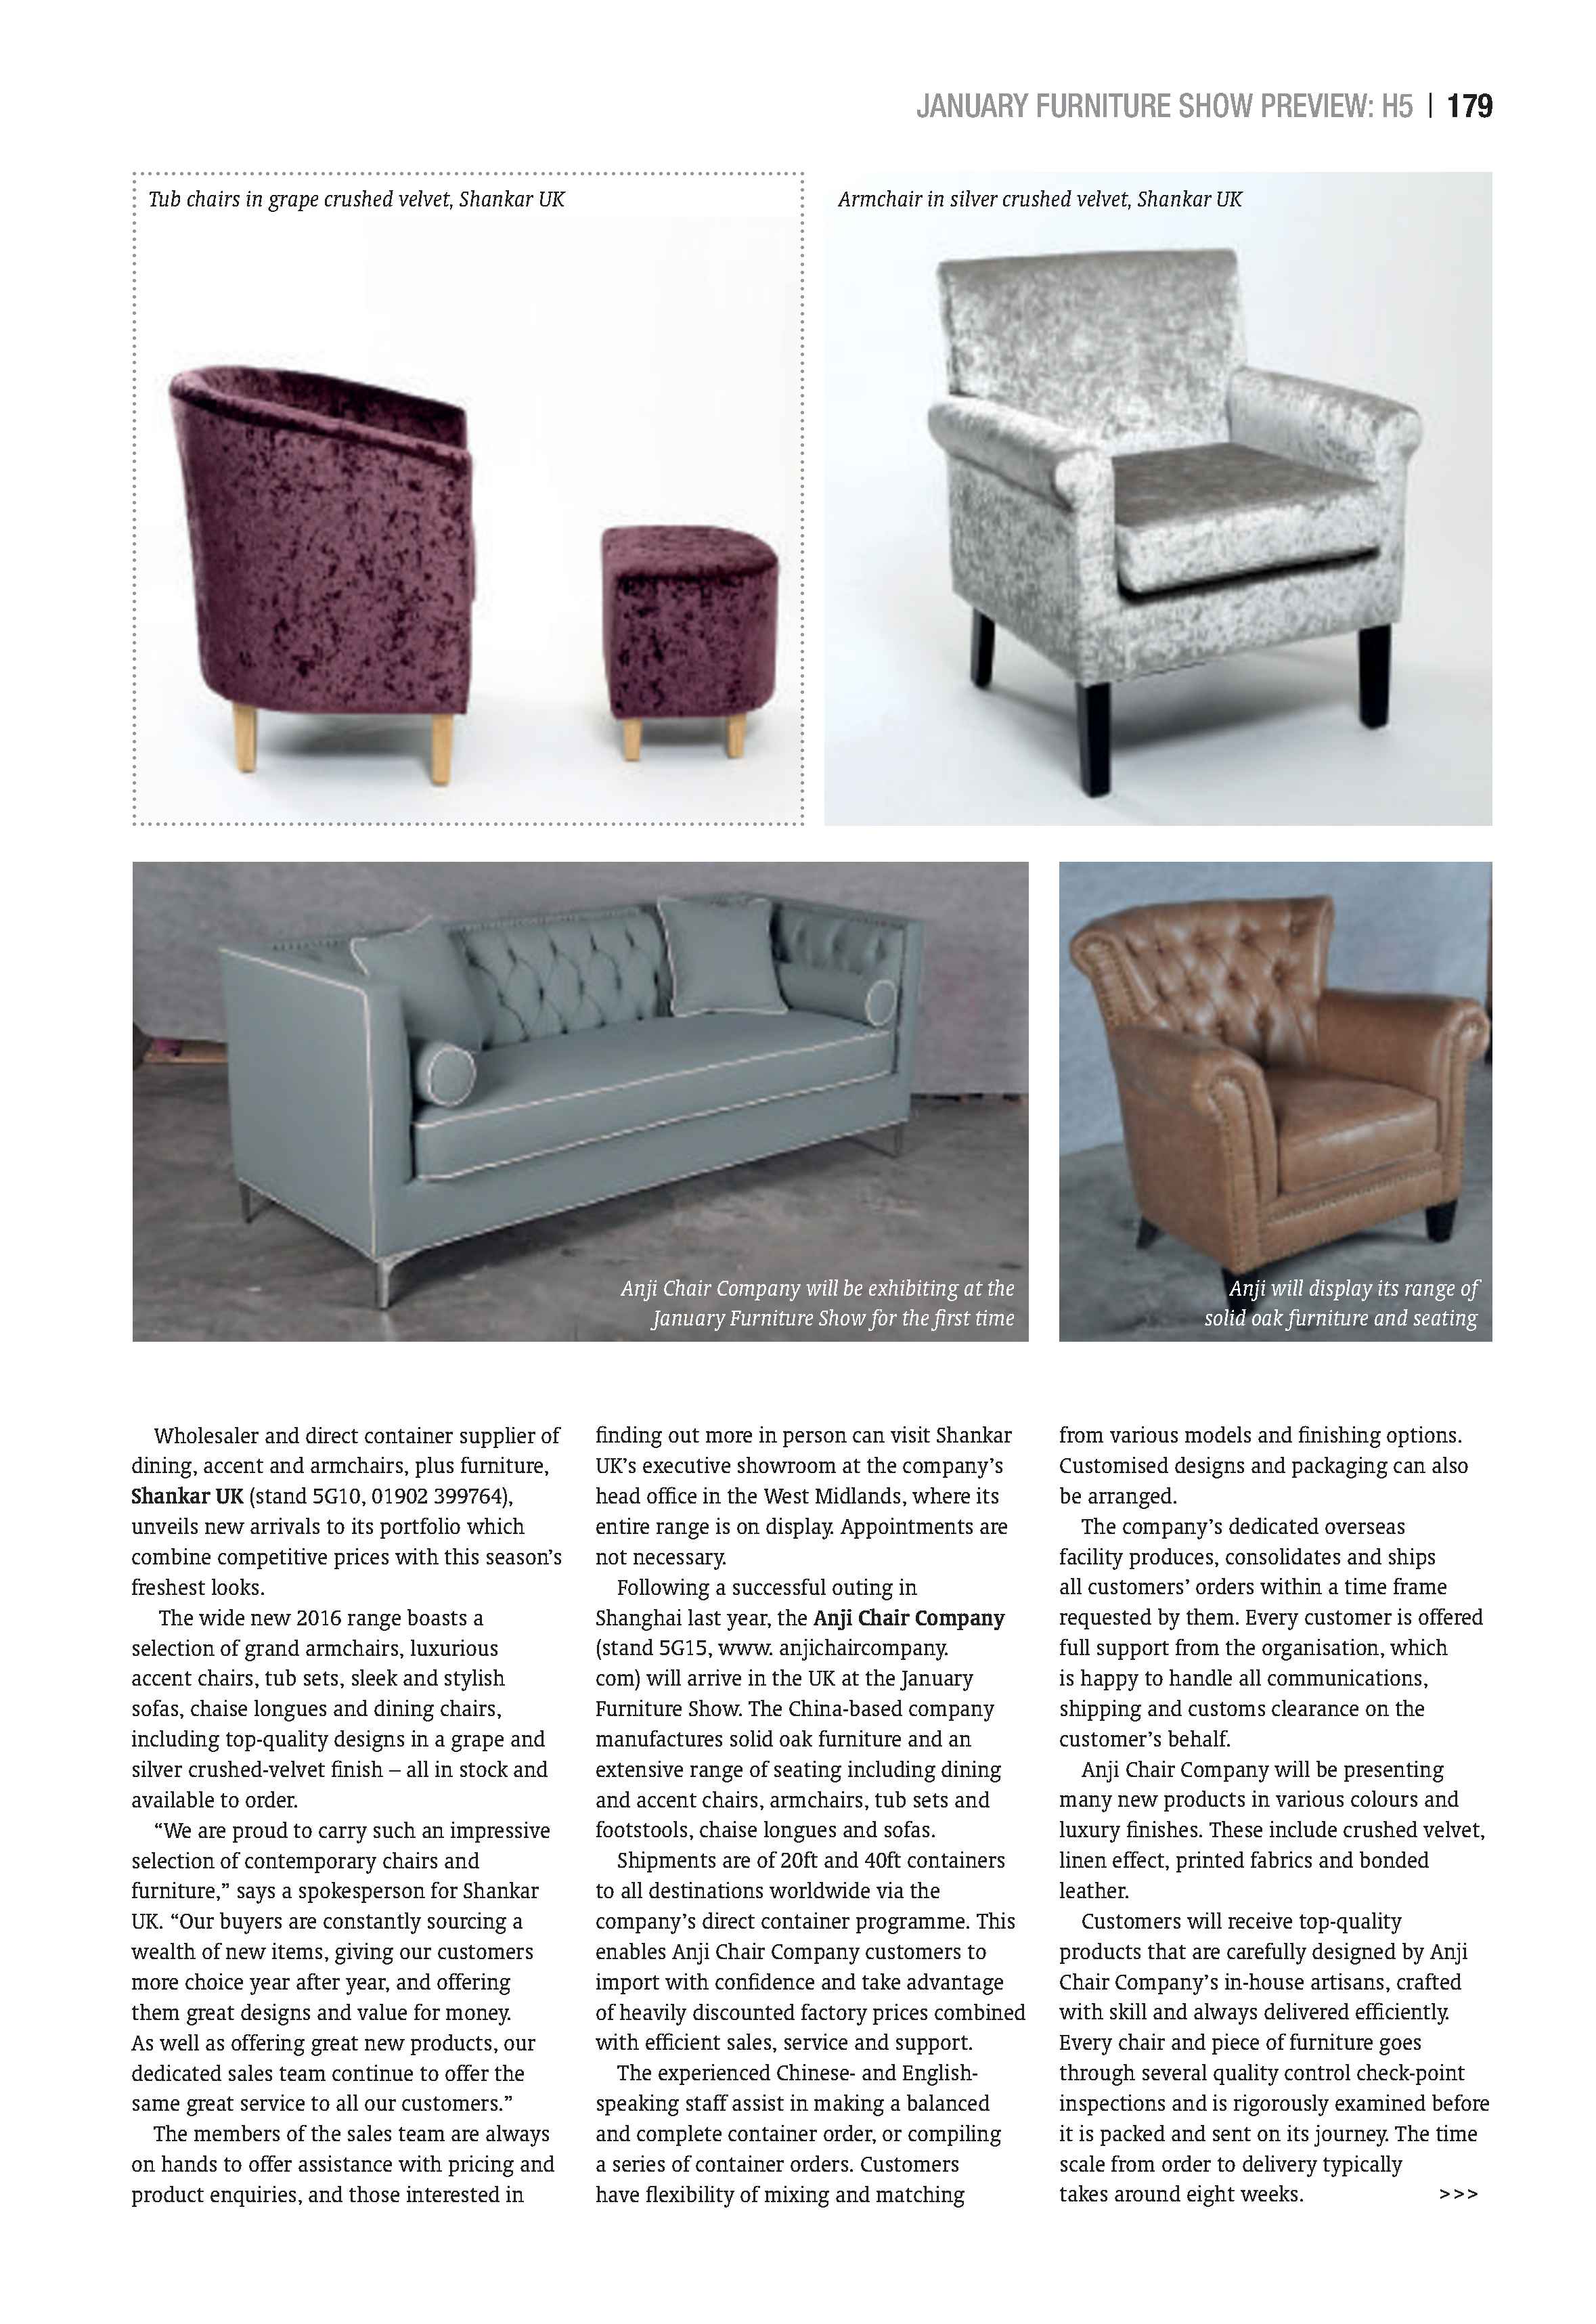 JANUARY FURNITURE SHOW PREVIEW: H5 | 179
Tub chairs in grape crushed velvet, Shankar UK
Armchair in silver crushed velvet, Shankar UK
Anji Chair Company will be exhibiting at the
January Furniture Show for the first time
Anji will display its range of
solid oak furniture and seating
Wholesaler and direct container supplier of
dining, accent and armchairs, plus furniture,
Shankar UK (stand 5G10, 01902 399764),
unveils new arrivals to its portfolio which
combine competitive prices with this season's
freshest looks.
The wide new 2016 range boasts a
selection of grand armchairs, luxurious
accent chairs, tub sets, sleek and stylish
sofas, chaise longues and dining chairs,
including top-quality designs in a grape and
silver crushed-velvet finish – all in stock and
available to order.
“We are proud to carry such an impressive
selection of contemporary chairs and
furniture,” says a spokesperson for Shankar
UK. “Our buyers are constantly sourcing a
wealth of new items, giving our customers
more choice year after year, and offering
them great designs and value for money.
As well as offering great new products, our
dedicated sales team continue to offer the
same great service to all our customers.”
The members of the sales team are always
on hands to offer assistance with pricing and
product enquiries, and those interested in
finding out more in person can visit Shankar
UK’s executive showroom at the company’s
head office in the West Midlands, where its
entire range is on display. Appointments are
not necessary.
Following a successful outing in
Shanghai last year, the Anji Chair Company
(stand 5G15, www. anjichaircompany.
com) will arrive in the UK at the January
Furniture Show. The China-based company
manufactures solid oak furniture and an
extensive range of seating including dining
and accent chairs, armchairs, tub sets and
footstools, chaise longues and sofas.
Shipments are of 20ft and 40ft containers
to all destinations worldwide via the
company’s direct container programme. This
enables Anji Chair Company customers to
import with confidence and take advantage
of heavily discounted factory prices combined
with efficient sales, service and support.
The experienced Chinese- and English-
speaking staff assist in making a balanced
and complete container order, or compiling
a series of container orders. Customers
have flexibility of mixing and matching
from various models and finishing options.
Customised designs and packaging can also
be arranged.
The company’s dedicated overseas
facility produces, consolidates and ships
all customers’ orders within a time frame
requested by them. Every customer is offered
full support from the organisation, which
is happy to handle all communications,
shipping and customs clearance on the
customer’s behalf.
Anji Chair Company will be presenting
many new products in various colours and
luxury finishes. These include crushed velvet,
linen effect, printed fabrics and bonded
leather.
Customers will receive top-quality
products that are carefully designed by Anji
Chair Company’s in-house artisans, crafted
with skill and always delivered efficiently.
Every chair and piece of furniture goes
through several quality control check-point
inspections and is rigorously examined before
it is packed and sent on its journey. The time
scale from order to delivery typically
takes around eight weeks. >>>